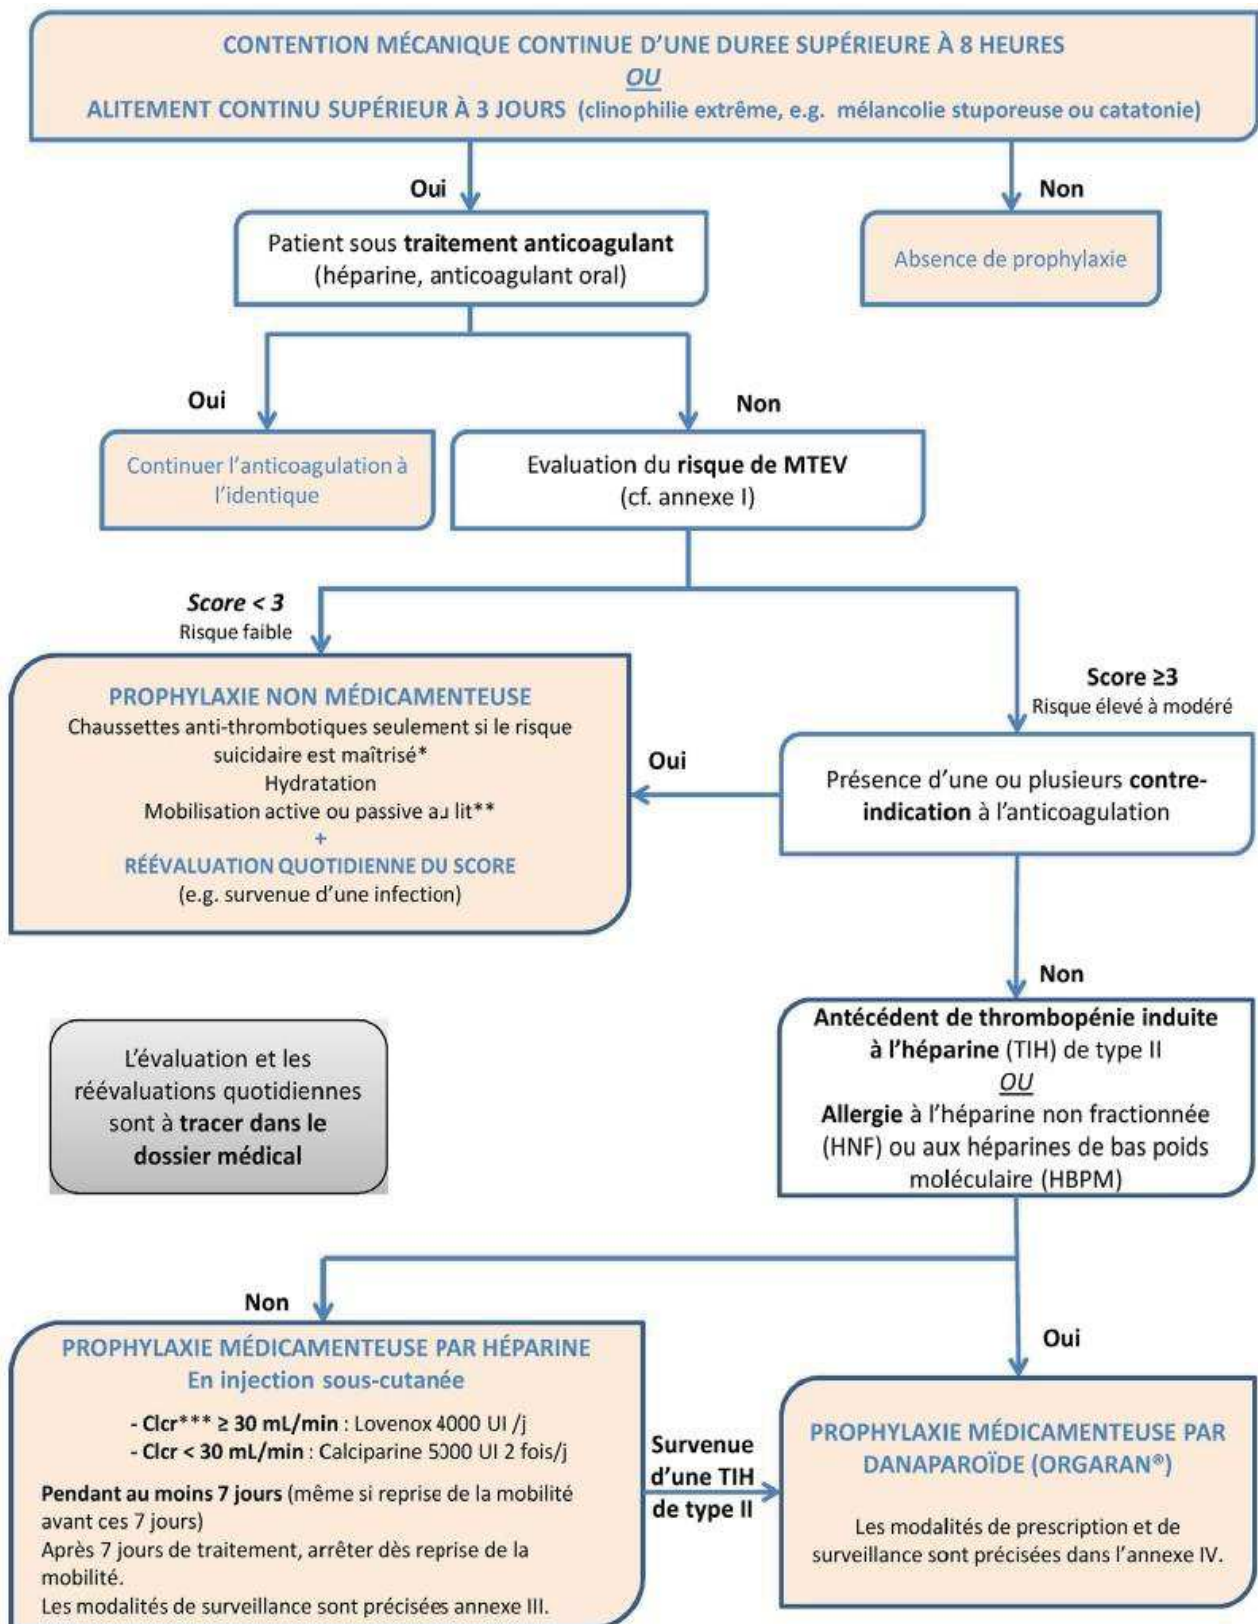 CONTENTION MÉCANIQUE CONTINUE D'UNE DUREE SUPÉRIEURE À 8 HEURES
OU
ALITEMENT CONTINU SUPÉRIEUR À 3 JOURS (clinophilie extrême, e.g. mélancolie stuporeuse ou catatonie)
Oui
Non
Patient sous traitement anticoagulant
(héparine, anticoagulant oral)
Absence de prophylaxie
Oui
Non
Continuer l'anticoagulation à
l'identique
Evaluation du risque de MTEV
(cf. annexe I)
Score < 3
Risque faible
Score ≥3
Risque élevé à modéré
PROPHYLAXIE NON MÉDICAMENTEUSE
Chaussettes anti-thrombotiques seulement si le risque
suicidaire est maîtrisé*
Hydratation
Mobilisation active ou passive au lit**
+
RÉÉVALUATION QUOTIDIENNE DU SCORE
(e.g. survenue d'une infection)
Oui
Présence d'une ou plusieurs contre-
indication à l'anticoagulation
Non
L'évaluation et les
réévaluations quotidiennes
sont à tracer dans le
dossier médical
Antécédent de thrombopénie induite
à l'héparine (TIH) de type II
OU
Allergie à l'héparine non fractionnée
(HNF) ou aux héparines de bas poids
moléculaire (HBPM)
Non
Oui
PROPHYLAXIE MÉDICAMENTEUSE PAR HÉPARINE
En injection sous-cutanée
- Clcr*** ≥ 30 mL/min : Lovenox 4000 UI /j
- Clcr < 30 mL/min : Calciparine 5000 UI 2 fois/j
Pendant au moins 7 jours (même si reprise de la mobilité
avant ces 7 jours)
Après 7 jours de traitement, arrêter dès reprise de la
mobilité.
Les modalités de surveillance sont précisées annexe III.
Survenue
d'une TIH
de type II
PROPHYLAXIE MÉDICAMENTEUSE PAR
DANAPAROÏDE (ORGARAN®)
Les modalités de prescription et de
surveillance sont précisées dans l'annexe IV.